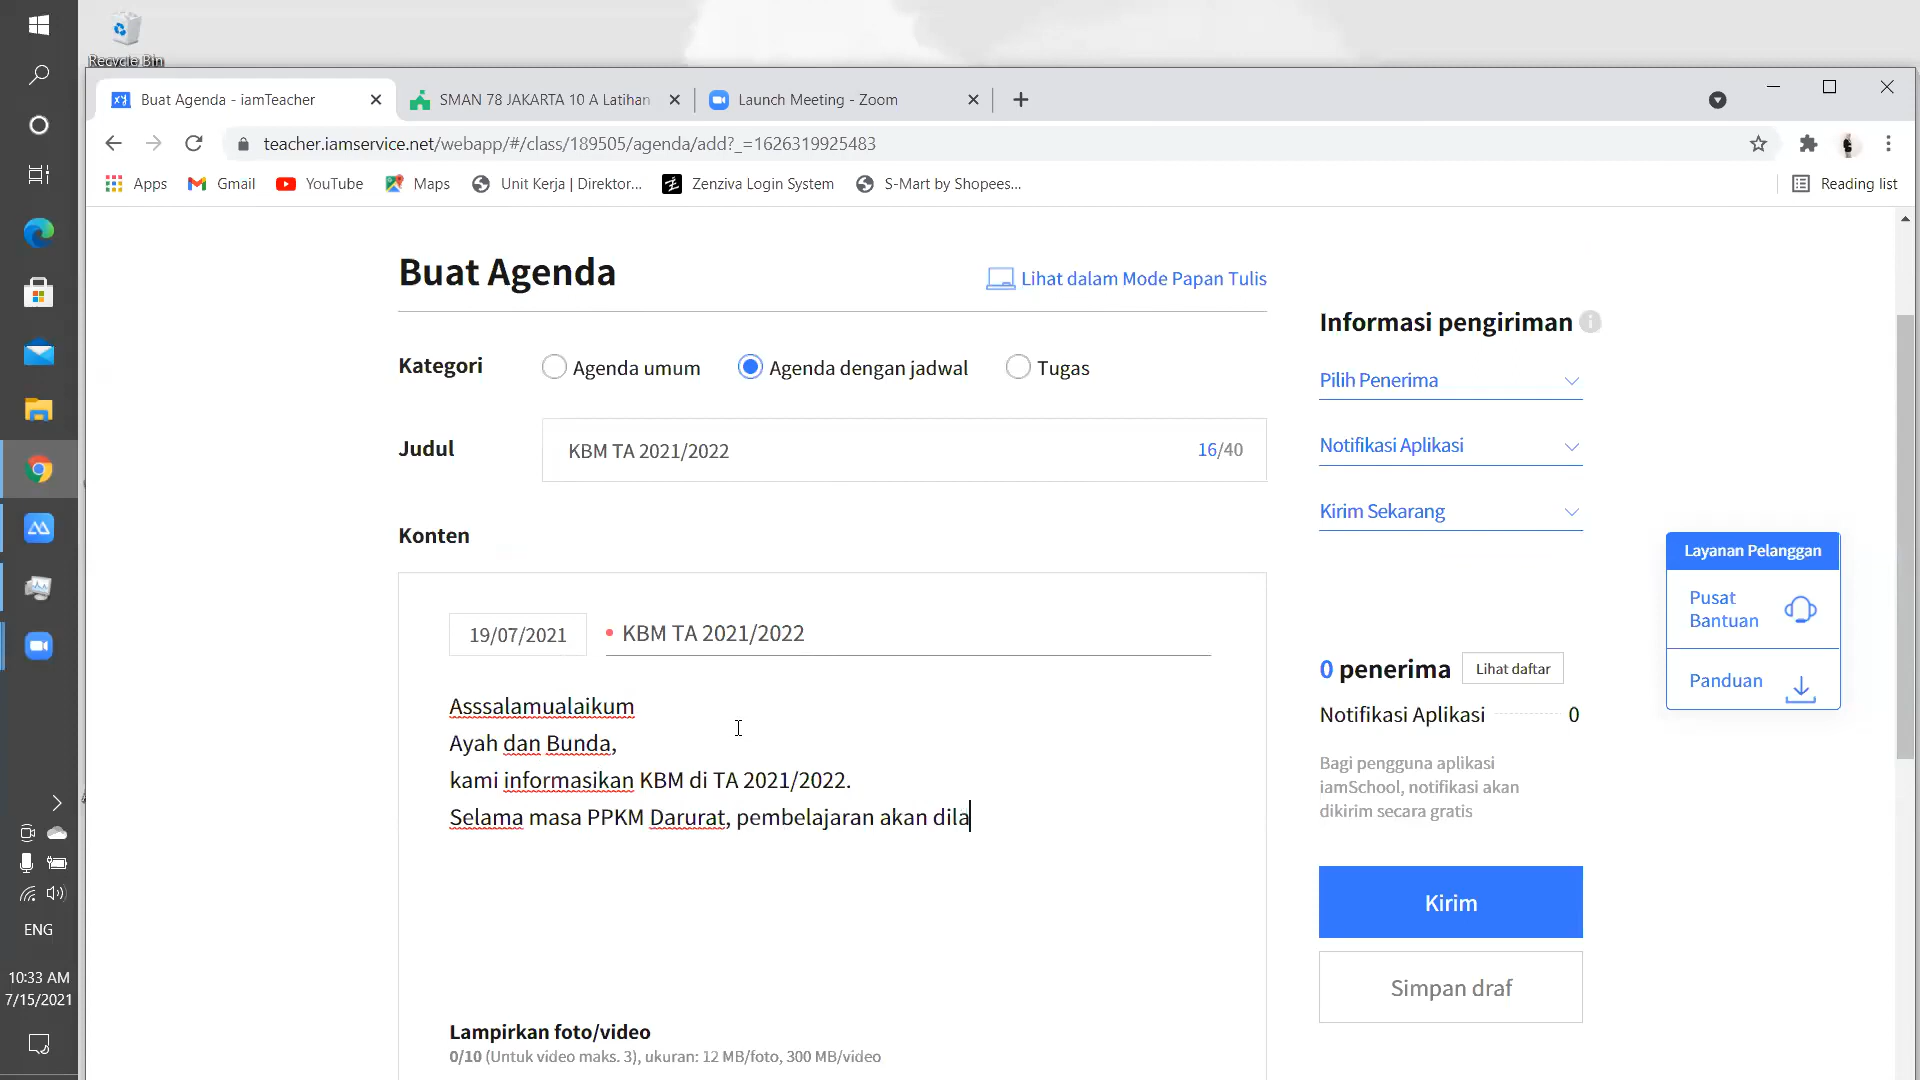 Recycle Bin
Buat Agenda - iamTeacher
SMAN 78 JAKARTA 10 A Latihan
Launch Meeting - Zoom
teacher.iamservice.net/webapp/#/class/189505/agenda/add?_=1626319925483
Apps
Gmail
YouTube
Maps
Unit Kerja | Direktor...
Zenziva Login System
S-Mart by Shopees...
Reading list
Buat Agenda
Lihat dalam Mode Papan Tulis
Kategori
Agenda umum
Agenda dengan jadwal
Tugas
Judul
KBM TA 2021/2022
16/40
Konten
19/07/2021
KBM TA 2021/2022
Asssalamualaikum
Ayah dan Bunda,
kami informasikan KBM di TA 2021/2022.
Selama masa PPKM Darurat, pembelajaran akan dila
Lampirkan foto/video
0/10 (Untuk video maks. 3), ukuran: 12 MB/foto, 300 MB/video
Informasi pengiriman
Pilih Penerima
Notifikasi Aplikasi
Kirim Sekarang
0 penerima
Lihat daftar
Notifikasi Aplikasi
0
Bagi pengguna aplikasi
iamSchool, notifikasi akan
dikirim secara gratis
Kirim
Simpan draf
Layanan Pelanggan
Pusat
Bantuan
Panduan
ENG
10:33 AM
7/15/2021